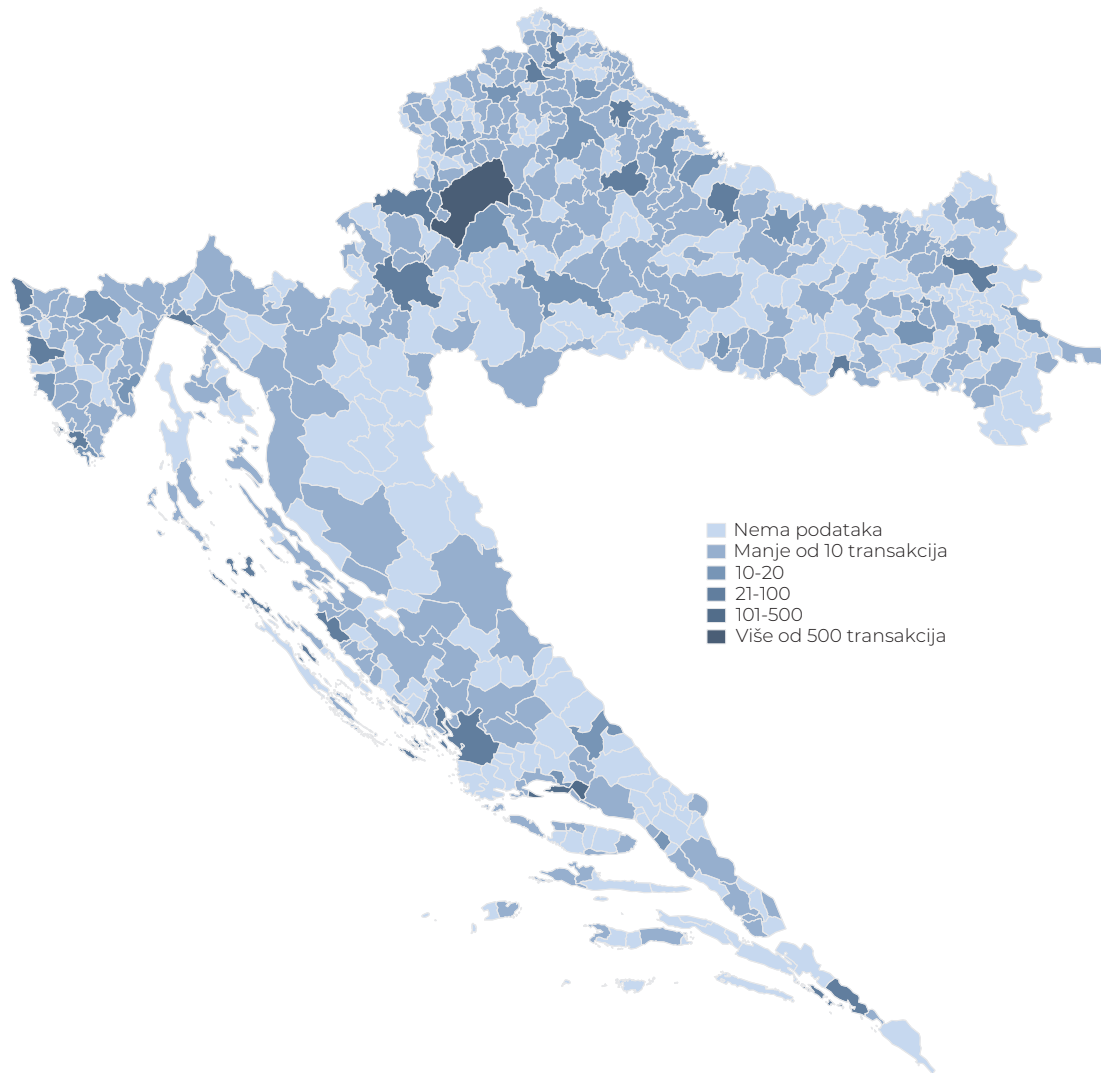 Nema podataka
Manje od 10 transakcija
10-20
21-100
101-500
Više od 500 transakcija